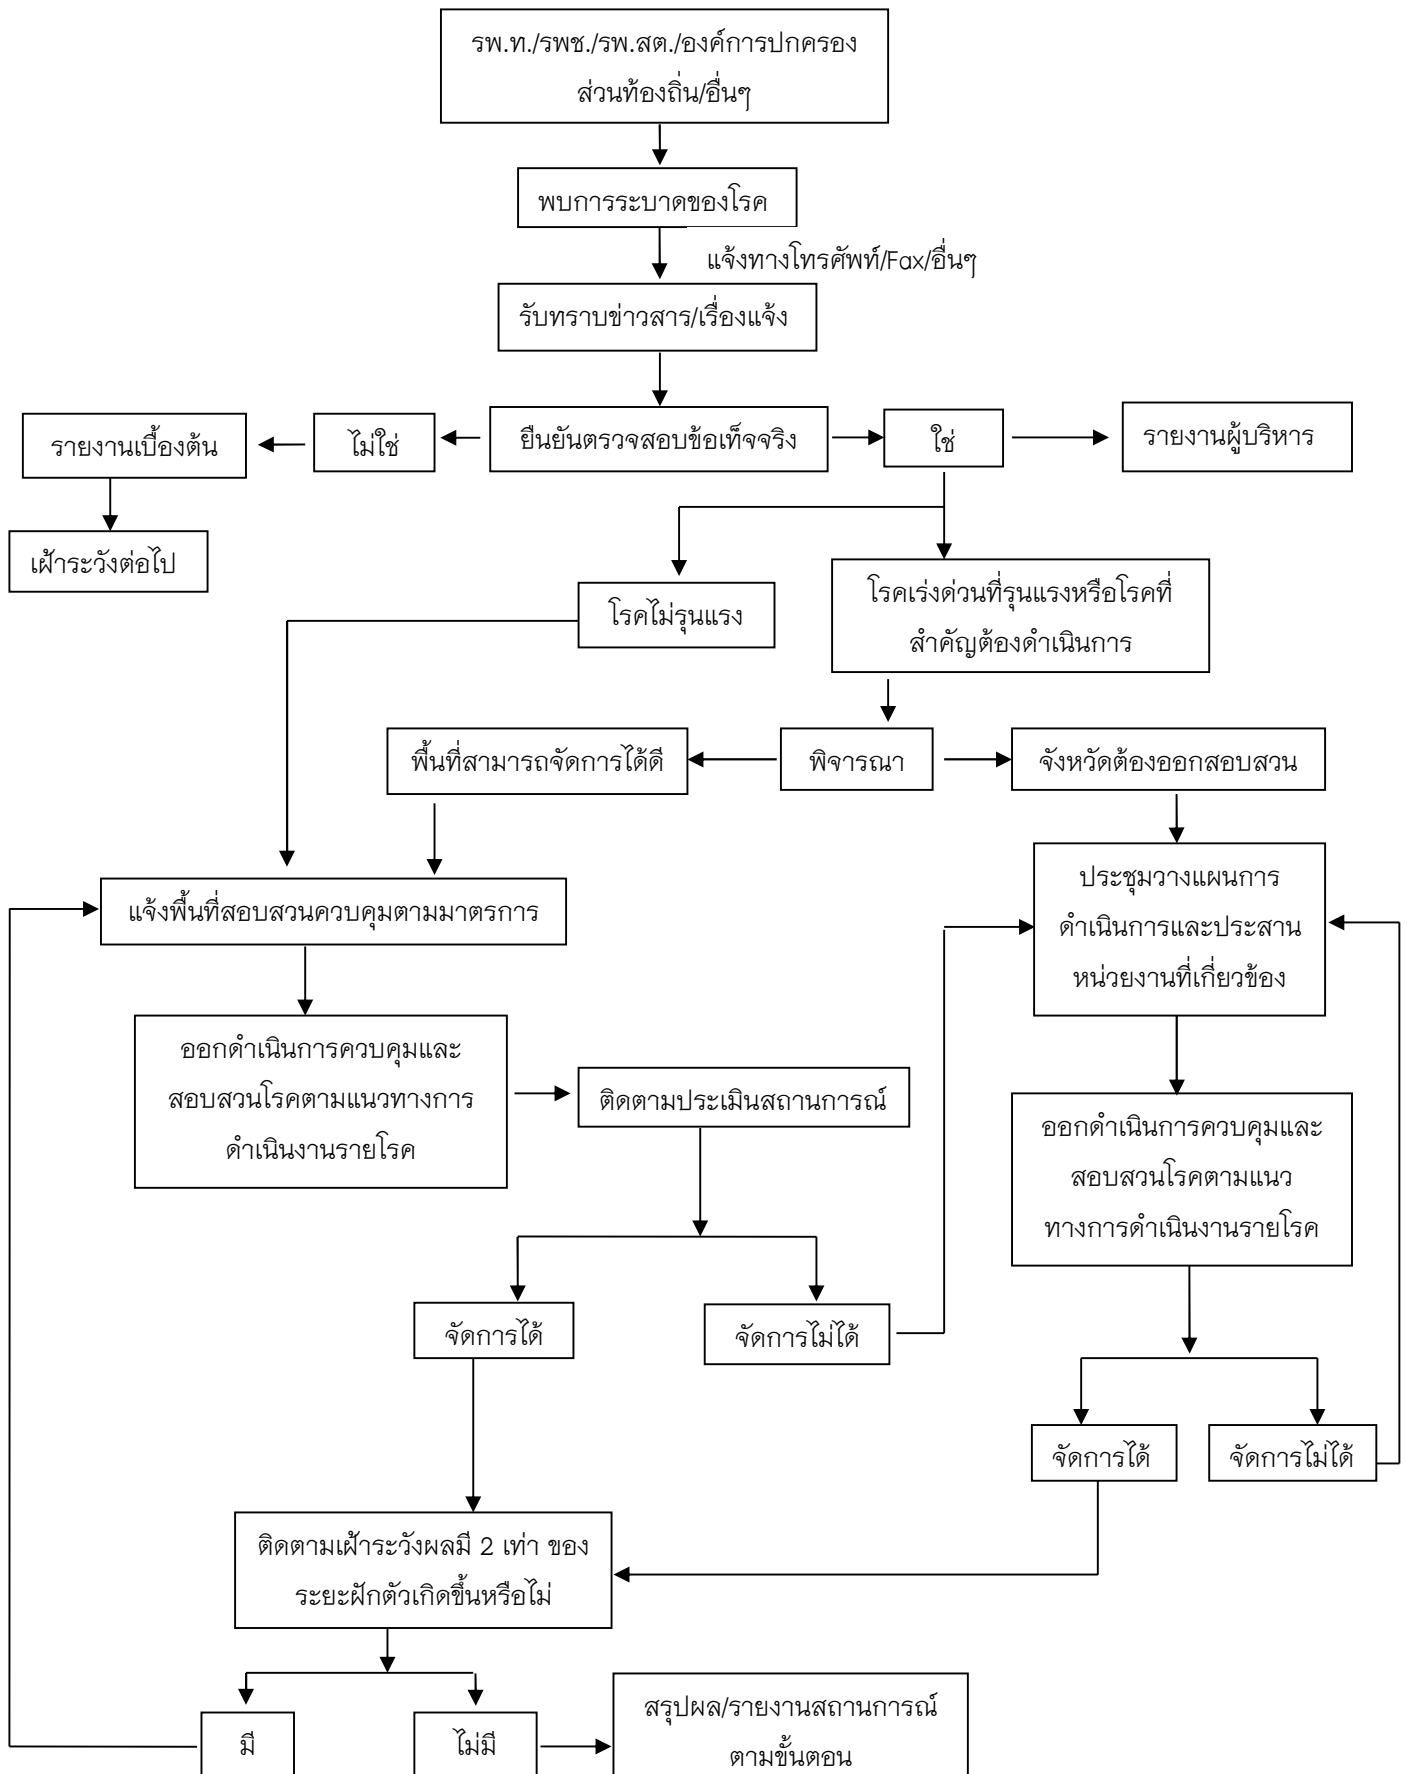 รพ.ท./รพช./รพ.สต./องค์การปกครอง
ส่วนท้องถิ่น/อื่นๆ
พบการระบาดของโรค
แจ้งทางโทรศัพท์/Fax/อื่นๆ
รับทราบข่าวสาร/เรื่องแจ้ง
รายงานเบื้องต้น
ไม่ใช่
ยืนยันตรวจสอบข้อเท็จจริง
ใช่
รายงานผู้บริหาร
เฝ้าระวังต่อไป
โรคไม่รุนแรง
โรคเร่งด่วนที่รุนแรงหรือโรคที่
สำคัญต้องดำเนินการ
พื้นที่สามารถจัดการได้ดี
พิจารณา
จังหวัดต้องออกสอบสวน
แจ้งพื้นที่สอบสวนควบคุมตามมาตรการ
ประชุมวางแผนการ
ดำเนินการและประสาน
หน่วยงานที่เกี่ยวข้อง
ออกดำเนินการควบคุมและ
สอบสวนโรคตามแนวทางการ
ดำเนินงานรายโรค
ติดตามประเมินสถานการณ์
ออกดำเนินการควบคุมและ
สอบสวนโรคตามแนว
ทางการดำเนินงานรายโรค
จัดการได้
จัดการไม่ได้
จัดการได้
จัดการไม่ได้
ติดตามเฝ้าระวังผลมี 2 เท่า ของ
ระยะฝักตัวเกิดขึ้นหรือไม่
มี
ไม่มี
สรุปผล/รายงานสถานการณ์
ตามขั้นตอน